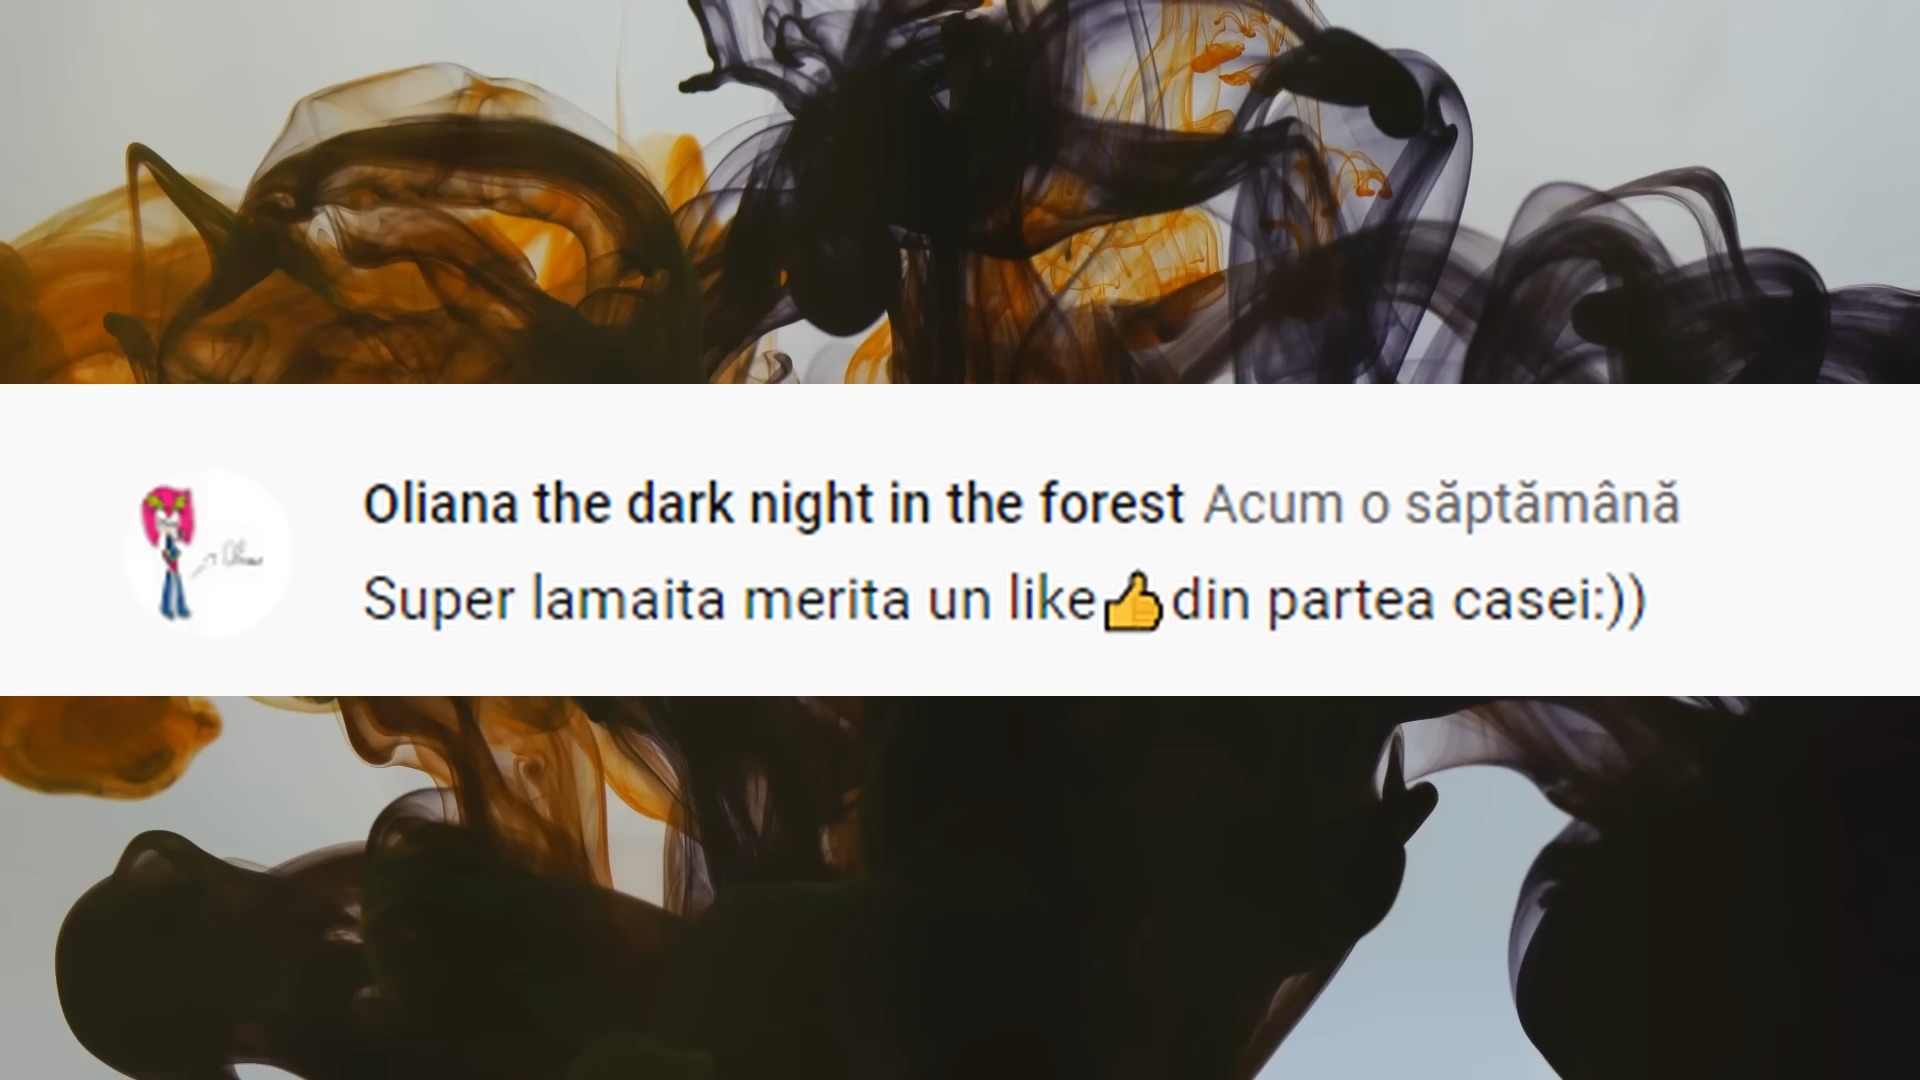 Oliana the dark night in the forest Acum o săptămână
Super lamaita merita un like👍din partea casei:))